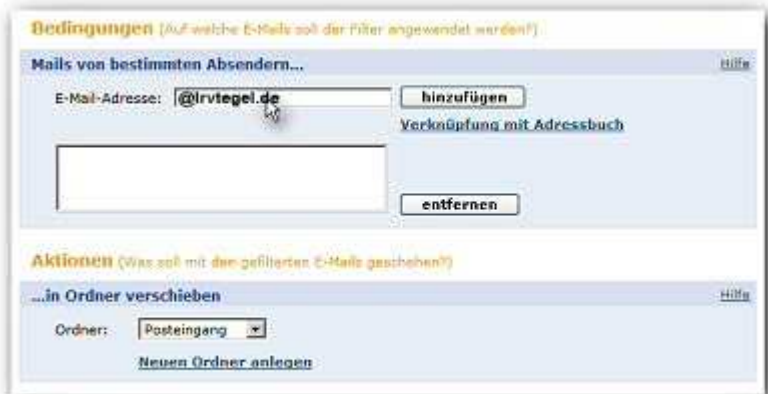 Bedingungen (Auf welche E-Mails soll der Filter angewendet werden?)
Mails von bestimmten Absendern... Hilfe
E-Mail-Adresse: @lrvtegel.de hinzufügen
Verknüpfung mit Adressbuch
entfernen
Aktionen (Was soll mit den gefilterten E-Mails geschehen?)
...in Ordner verschieben Hilfe
Ordner: Posteingang
Neuen Ordner anlegen